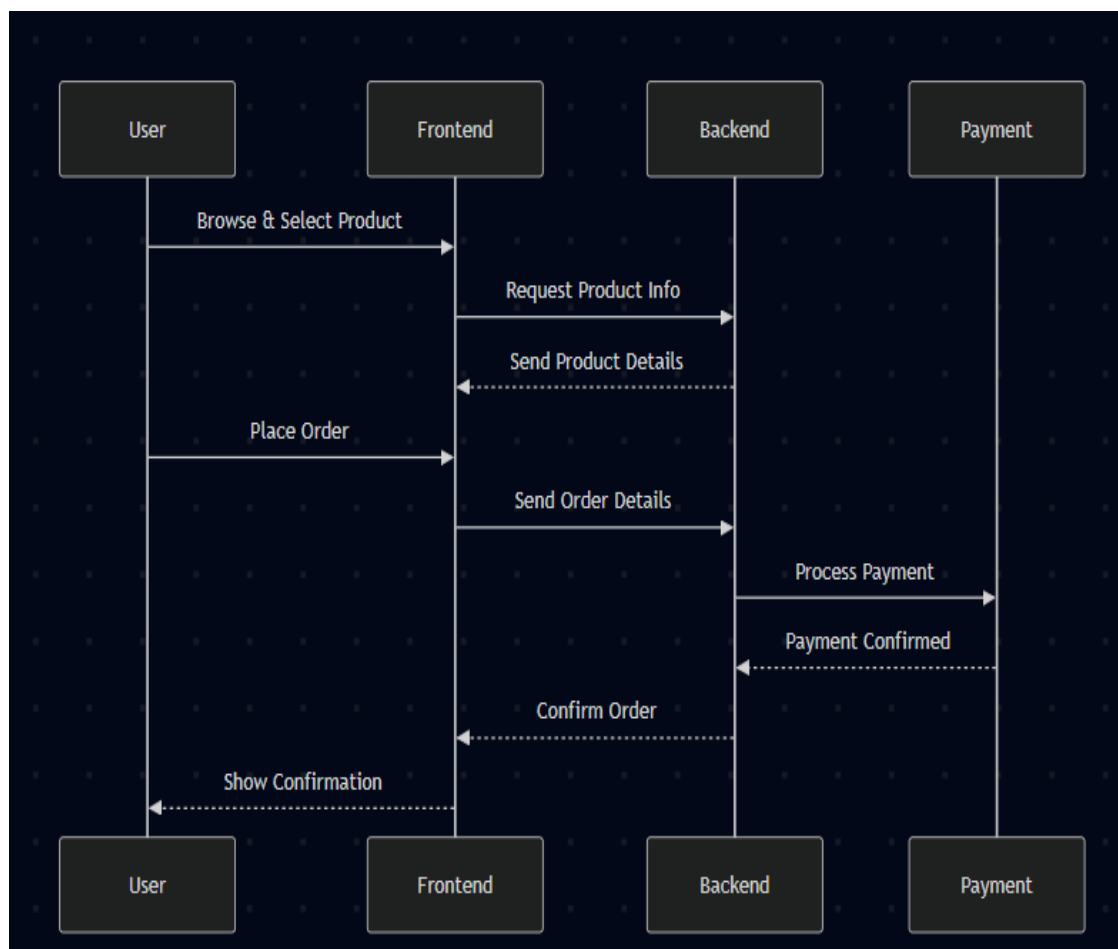 User
Frontend
Backend
Payment
Browse & Select Product
Request Product Info
Send Product Details
Place Order
Send Order Details
Process Payment
Payment Confirmed
Confirm Order
Show Confirmation
User
Frontend
Backend
Payment